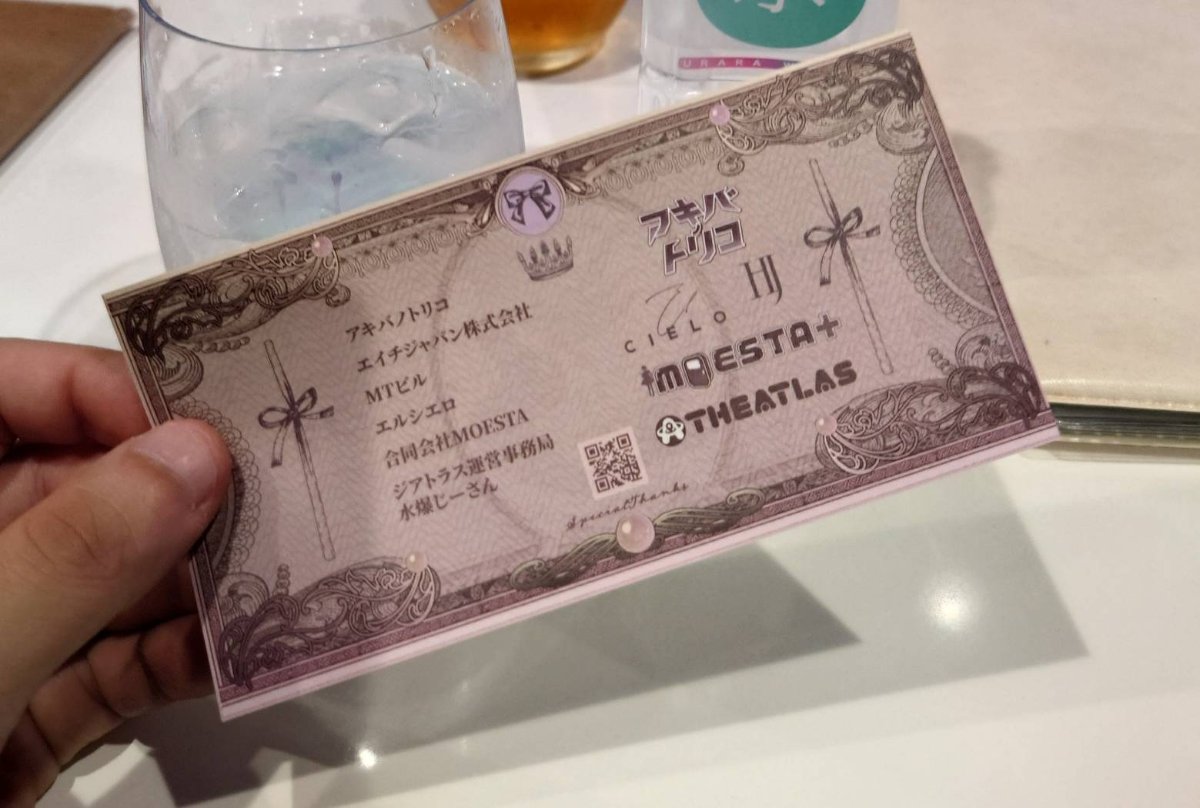 URARA
アキバノトリコ
エイチジャパン株式会社
MTビル
エルシエロ
合同会社MOESTA
ジアトラス運営事務局
水爆じーさん
アキバノ
トリコ
HJ
CIELO
MOESTA+
THEATLAS
Special Thanks